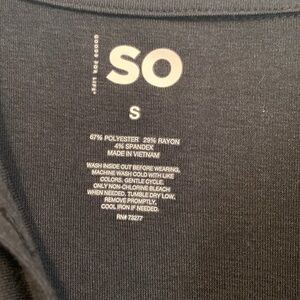 GOODS FOR LIFE
SO
S
67% POLYESTER 29% RAYON
4% SPANDEX
MADE IN VIETNAM
WASH INSIDE OUT BEFORE WEARING,
MACHINE WASH COLD WITH LIKE
COLORS, GENTLE CYCLE.
ONLY NON-CHLORINE BLEACH
WHEN NEEDED. TUMBLE DRY LOW,
REMOVE PROMPTLY.
COOL IRON IF NEEDED.
RN# 73277